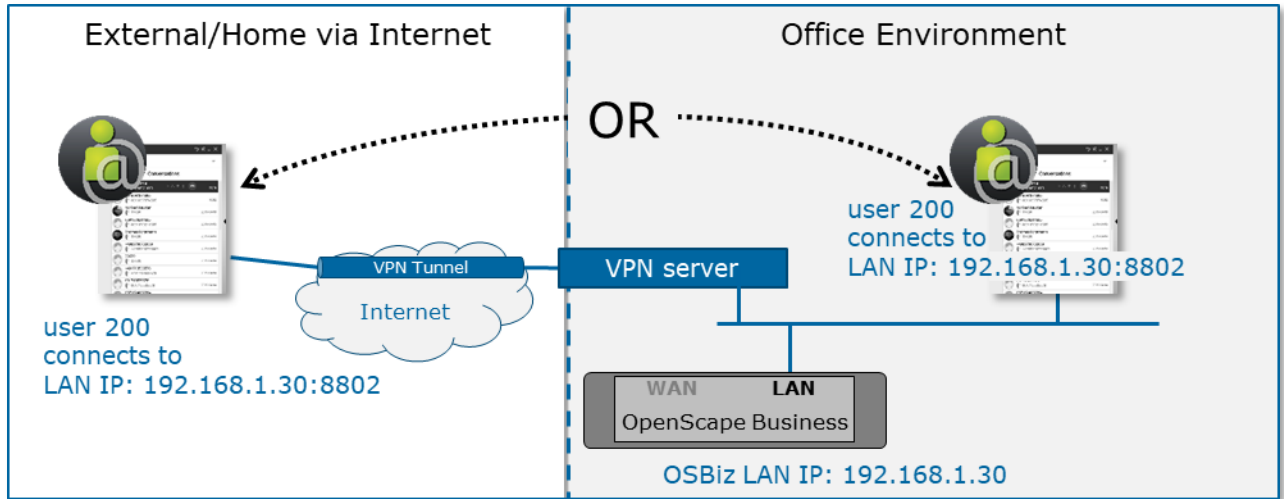 External/Home via Internet
Office Environment
OR
@
@
user 200
connects to
LAN IP: 192.168.1.30:8802
VPN Tunnel
VPN server
Internet
user 200
connects to
LAN IP: 192.168.1.30:8802
WAN LAN
OpenScape Business
OSBiz LAN IP: 192.168.1.30